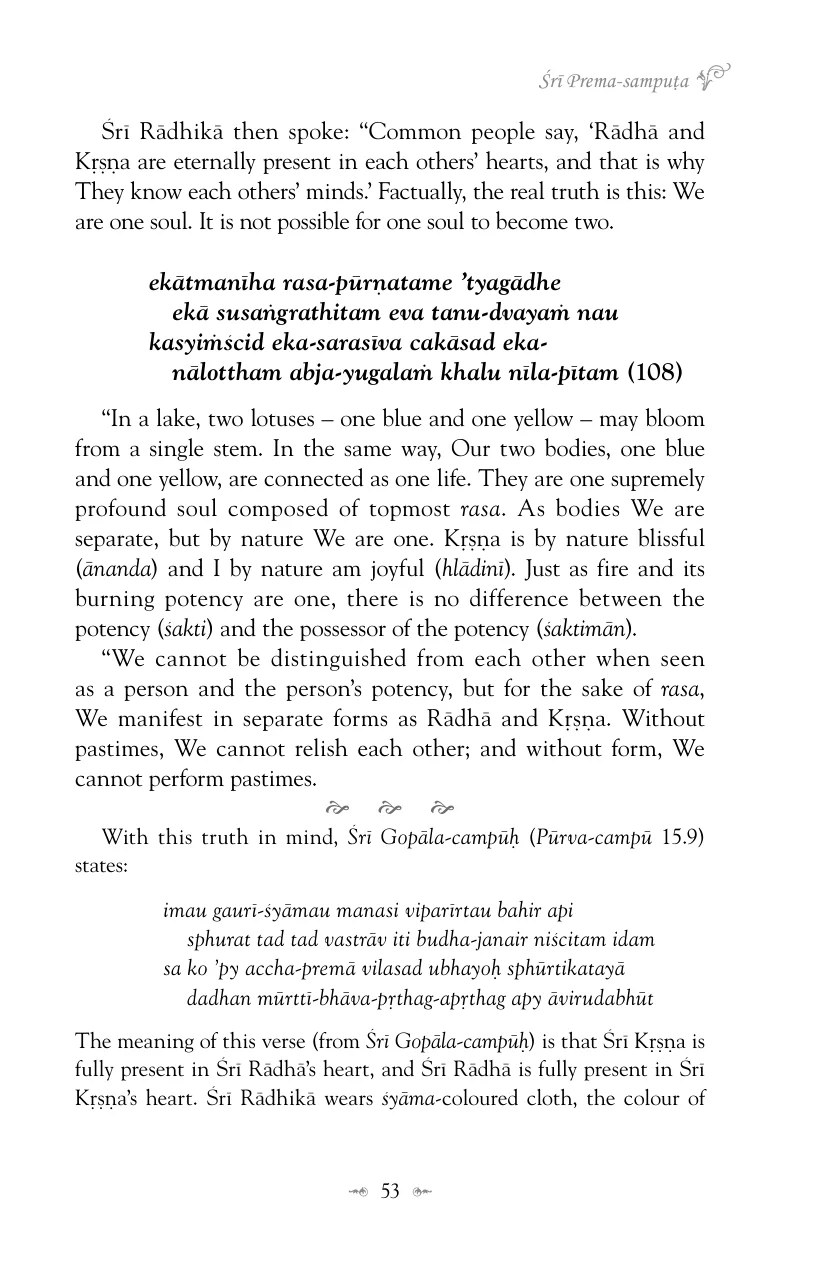 Śrī Prema-sampuṭa
Śrī Rādhikā then spoke: “Common people say, ‘Rādhā and
Kṛṣṇa are eternally present in each others’ hearts, and that is why
They know each others’ minds.’ Factually, the real truth is this: We
are one soul. It is not possible for one soul to become two.
ekātmanīha rasa-pūrṇatame ’tyagādhe
ekā susaṅgrathitam eva tanu-dvayaṁ nau
kasyiṁścid eka-sarasīva cakāsad eka-
nālottham abja-yugalaṁ khalu nīla-pītam (108)
“In a lake, two lotuses – one blue and one yellow – may bloom
from a single stem. In the same way, Our two bodies, one blue
and one yellow, are connected as one life. They are one supremely
profound soul composed of topmost rasa. As bodies We are
separate, but by nature We are one. Kṛṣṇa is by nature blissful
(ānanda) and I by nature am joyful (hlādinī). Just as fire and its
burning potency are one, there is no difference between the
potency (śakti) and the possessor of the potency (śaktimān).
“We cannot be distinguished from each other when seen
as a person and the person’s potency, but for the sake of rasa,
We manifest in separate forms as Rādhā and Kṛṣṇa. Without
pastimes, We cannot relish each other; and without form, We
cannot perform pastimes.
With this truth in mind, Śrī Gopāla-campūḥ (Pūrva-campū 15.9)
states:
imau gaurī-śyāmau manasi viparīrtau bahir api
sphurat tad tad vastrāv iti budha-janair niścitam idam
sa ko ’py accha-premā vilasad ubhayoḥ sphūrtikatayā
dadhan mūrttī-bhāva-pṛthag-apṛthag apy āvirudabhūt
The meaning of this verse (from Śrī Gopāla-campūḥ) is that Śrī Kṛṣṇa is
fully present in Śrī Rādhā’s heart, and Śrī Rādhā is fully present in Śrī
Kṛṣṇa’s heart. Śrī Rādhikā wears śyāma-coloured cloth, the colour of
53